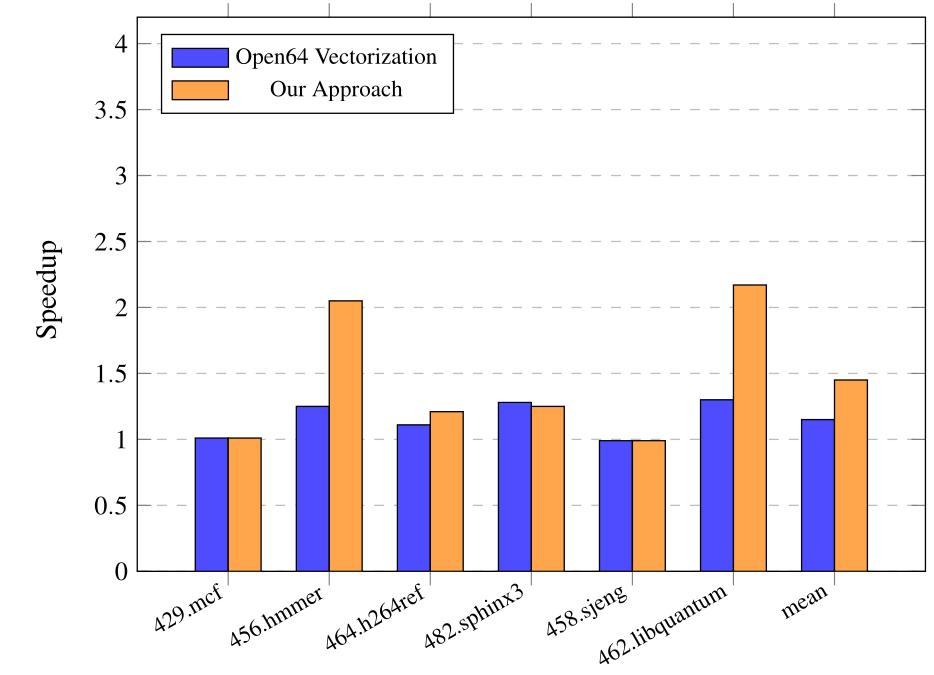 Open64 Vectorization
Our Approach
4
3.5
3
2.5
2
1.5
1
0.5
0
Speedup
429.mcf
456.hmmer
464.h264ref
482.sphinx3
458.sjeng
462.libquantum
mean